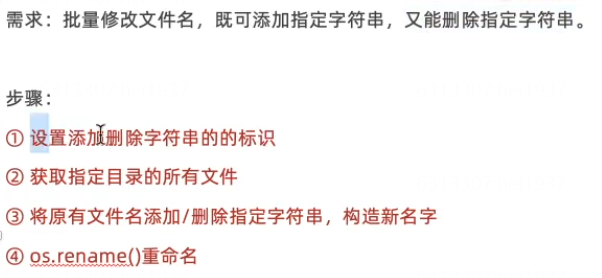 需求：批量修改文件名，既可添加指定字符串，又能删除指定字符串。
步骤：
① 设置添加删除字符串的的标识
② 获取指定目录的所有文件
③ 将原有文件名添加/删除指定字符串，构造新名字
④ os.rename()重命名